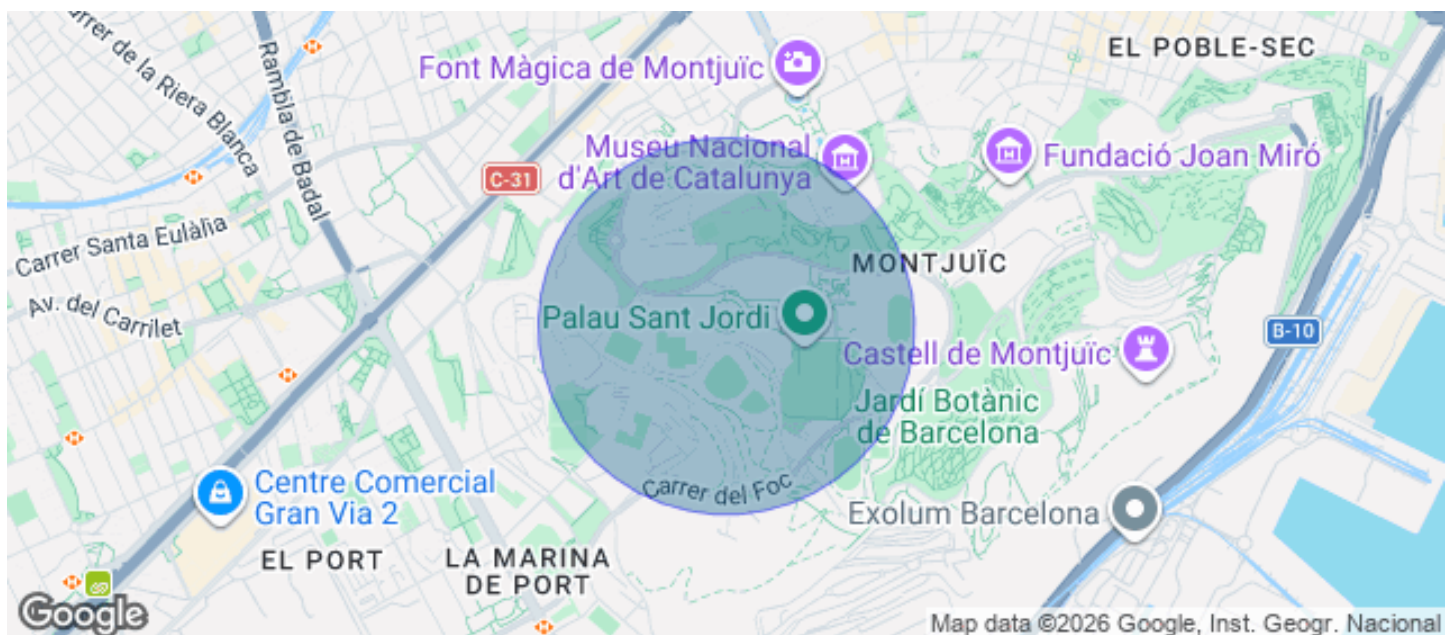 Carrer de la Riera Blanca
Rambla de Badal
Font Màgica de Montjuïc
EL POBLE-SEC
Museu Nacional
d'Art de Catalunya
Fundació Joan Miró
C-31
Carrer Santa Eulàlia
Av. del Carrilet
MONTJUÏC
Palau Sant Jordi
Castell de Montjuïc
B-10
Jardí Botànic
de Barcelona
Carrer del Foc
Centre Comercial
Gran Via 2
Exolum Barcelona
EL PORT
LA MARINA
DE PORT
Google
Map data ©2026 Google, Inst. Geogr. Nacional